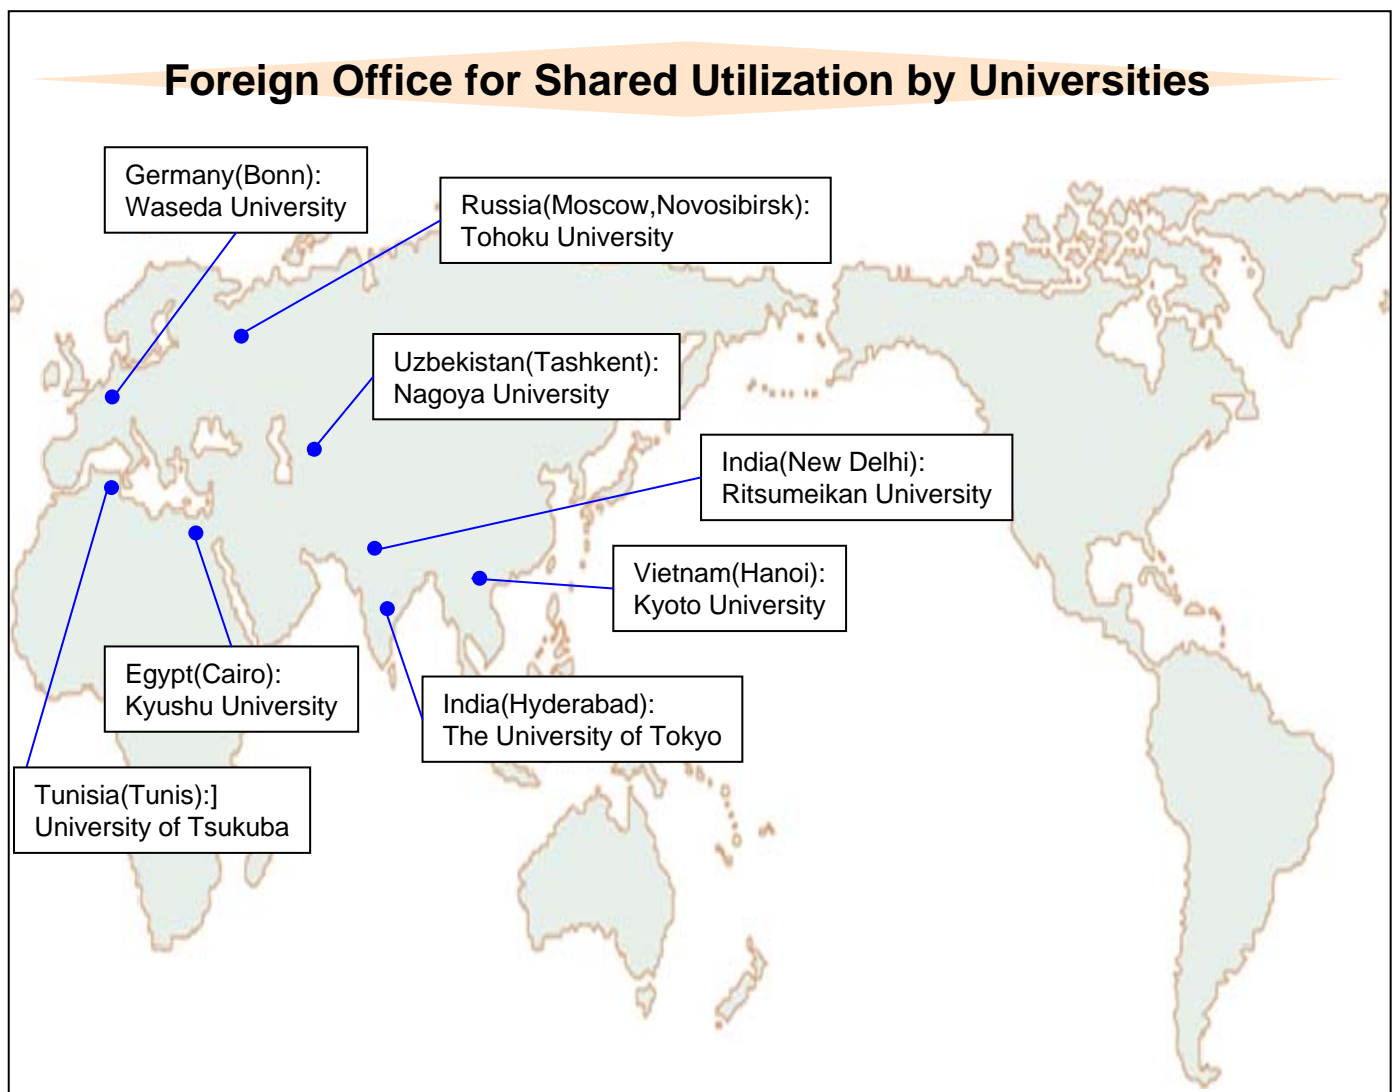 Foreign Office for Shared Utilization by Universities
Germany(Bonn):
Waseda University
Russia(Moscow,Novosibirsk):
Tohoku University
Uzbekistan(Tashkent):
Nagoya University
India(New Delhi):
Ritsumeikan University
Vietnam(Hanoi):
Kyoto University
Egypt(Cairo):
Kyushu University
India(Hyderabad):
The University of Tokyo
Tunisia(Tunis):]
University of Tsukuba